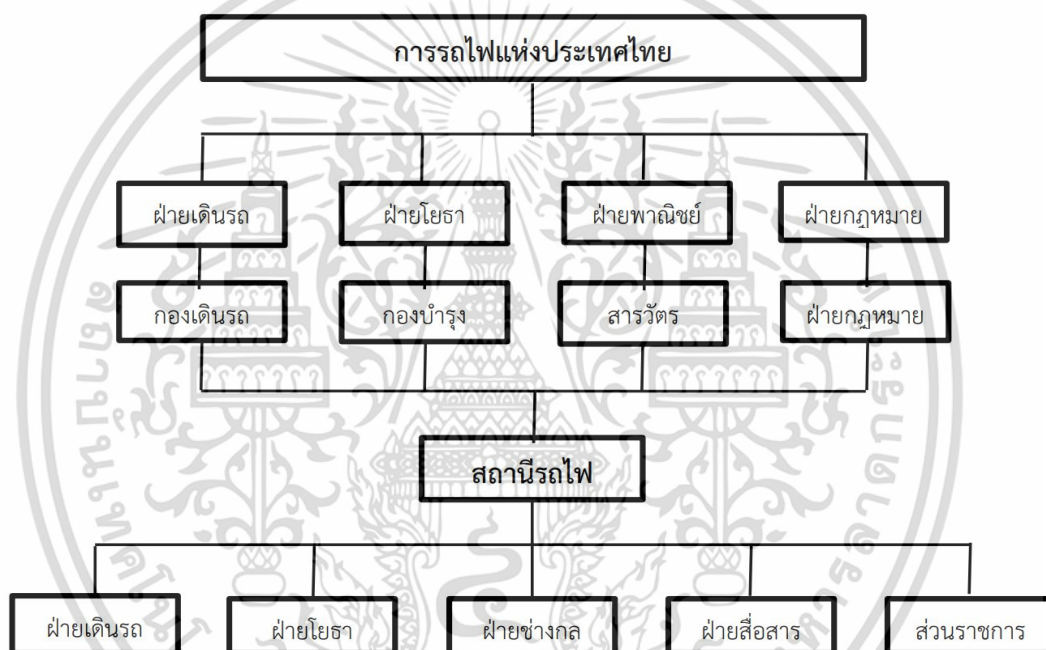 การรถไฟแห่งประเทศไทย
ฝ่ายเดินรถ ฝ่ายโยธา ฝ่ายพาณิชย์ ฝ่ายกฎหมาย
กองเดินรถ กองบำรุง สารวัตร ฝ่ายกฎหมาย
สถานีรถไฟ
ฝ่ายเดินรถ ฝ่ายโยธา ฝ่ายช่างกล ฝ่ายสื่อสาร ส่วนราชการ